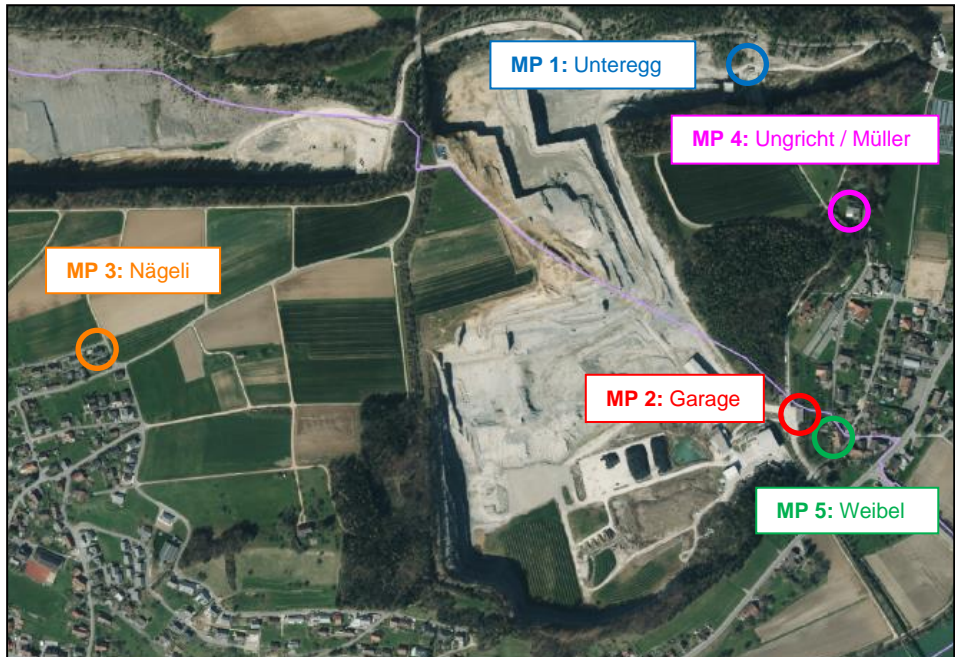 MP 1: Unteregg
MP 4: Ungricht / Müller
MP 3: Nägeli
MP 2: Garage
MP 5: Weibel